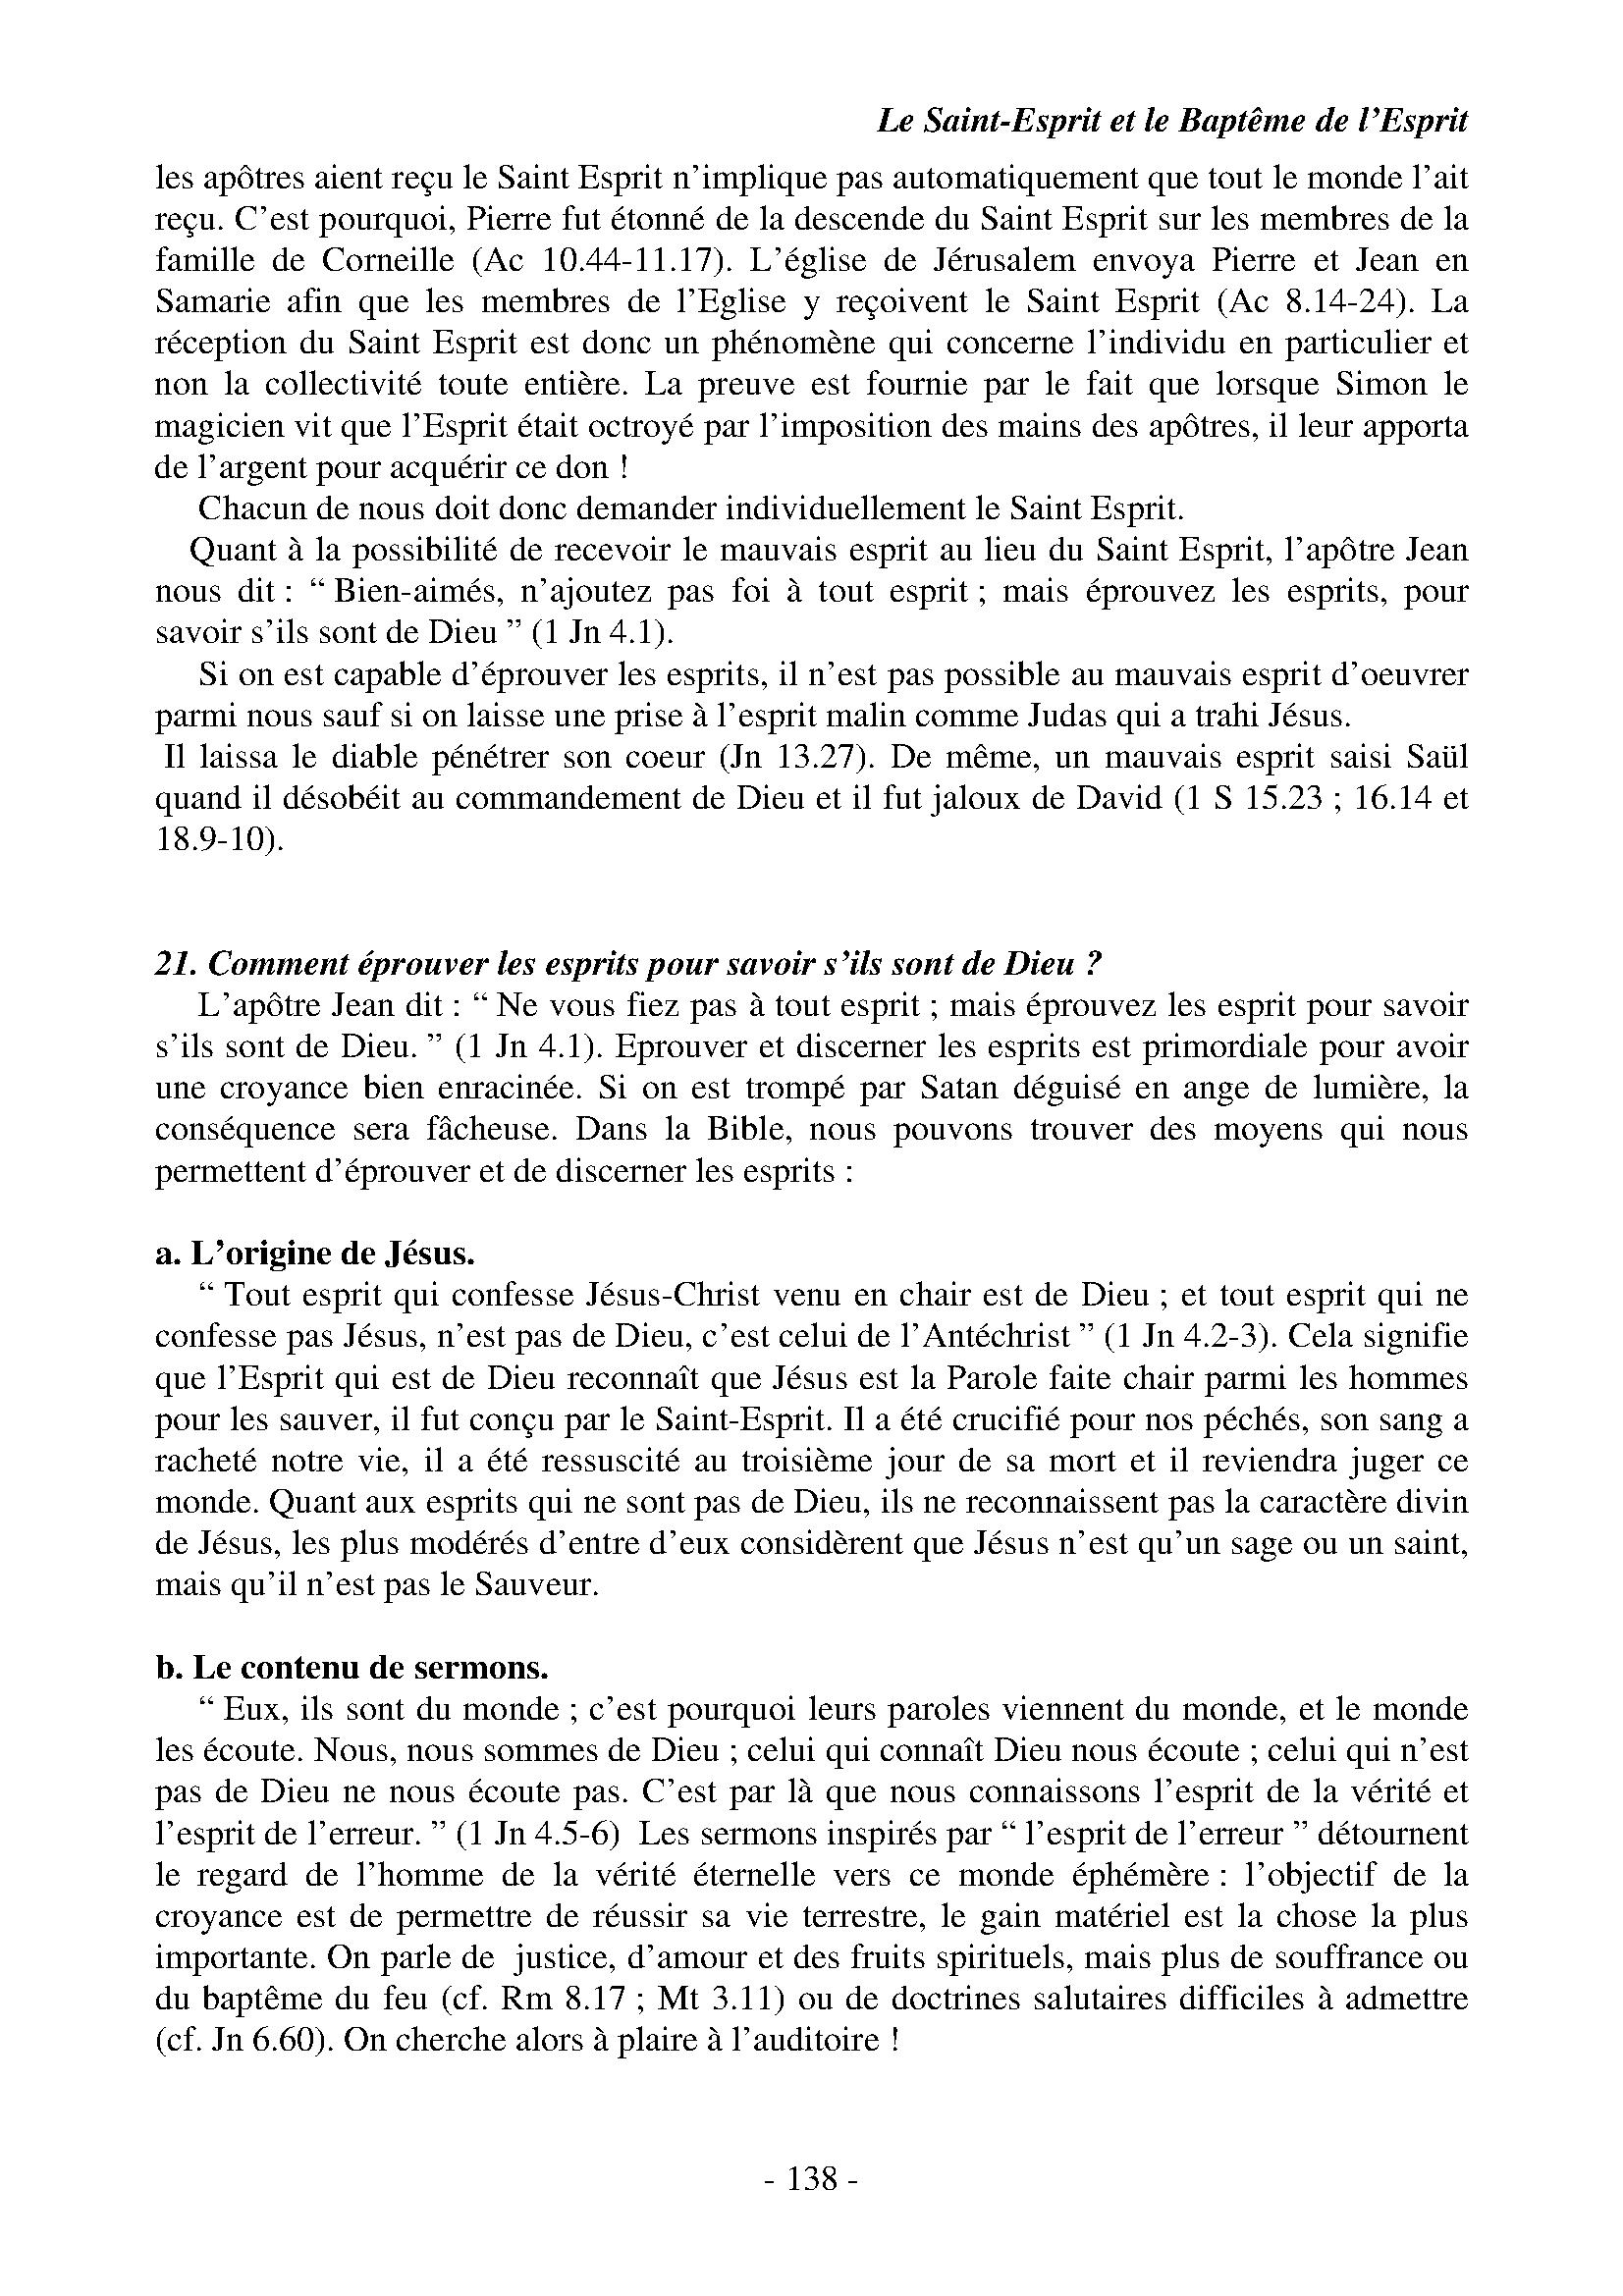 Le Saint-Esprit et le Baptême de l’Esprit
les apôtres aient reçu le Saint Esprit n’implique pas automatiquement que tout le monde l’ait
reçu. C’est pourquoi, Pierre fut étonné de la descende du Saint Esprit sur les membres de la
famille de Corneille (Ac 10.44-11.17). L’église de Jérusalem envoya Pierre et Jean en
Samarie afin que les membres de l’Eglise y reçoivent le Saint Esprit (Ac 8.14-24). La
réception du Saint Esprit est donc un phénomène qui concerne l’individu en particulier et
non la collectivité toute entière. La preuve est fournie par le fait que lorsque Simon le
magicien vit que l’Esprit était octroyé par l’imposition des mains des apôtres, il leur apporta
de l’argent pour acquérir ce don !
Chacun de nous doit donc demander individuellement le Saint Esprit.
Quant à la possibilité de recevoir le mauvais esprit au lieu du Saint Esprit, l’apôtre Jean
nous dit : “ Bien-aimés, n’ajoutez pas foi à tout esprit ; mais éprouvez les esprits, pour
savoir s’ils sont de Dieu ” (1 Jn 4.1).
Si on est capable d’éprouver les esprits, il n’est pas possible au mauvais esprit d’oeuvrer
parmi nous sauf si on laisse une prise à l’esprit malin comme Judas qui a trahi Jésus.
Il laissa le diable pénétrer son coeur (Jn 13.27). De même, un mauvais esprit saisi Saül
quand il désobéit au commandement de Dieu et il fut jaloux de David (1 S 15.23 ; 16.14 et
18.9-10).
21. Comment éprouver les esprits pour savoir s’ils sont de Dieu ?
L’apôtre Jean dit : “ Ne vous fiez pas à tout esprit ; mais éprouvez les esprit pour savoir
s’ils sont de Dieu. ” (1 Jn 4.1). Eprouver et discerner les esprits est primordiale pour avoir
une croyance bien enracinée. Si on est trompé par Satan déguisé en ange de lumière, la
conséquence sera fâcheuse. Dans la Bible, nous pouvons trouver des moyens qui nous
permettent d’éprouver et de discerner les esprits :
a. L’origine de Jésus.
“ Tout esprit qui confesse Jésus-Christ venu en chair est de Dieu ; et tout esprit qui ne
confesse pas Jésus, n’est pas de Dieu, c’est celui de l’Antéchrist ” (1 Jn 4.2-3). Cela signifie
que l’Esprit qui est de Dieu reconnaît que Jésus est la Parole faite chair parmi les hommes
pour les sauver, il fut conçu par le Saint-Esprit. Il a été crucifié pour nos péchés, son sang a
racheté notre vie, il a été ressuscité au troisième jour de sa mort et il reviendra juger ce
monde. Quant aux esprits qui ne sont pas de Dieu, ils ne reconnaissent pas la caractère divin
de Jésus, les plus modérés d’entre d’eux considèrent que Jésus n’est qu’un sage ou un saint,
mais qu’il n’est pas le Sauveur.
b. Le contenu de sermons.
“ Eux, ils sont du monde ; c’est pourquoi leurs paroles viennent du monde, et le monde
les écoute. Nous, nous sommes de Dieu ; celui qui connaît Dieu nous écoute ; celui qui n’est
pas de Dieu ne nous écoute pas. C’est par là que nous connaissons l’esprit de la vérité et
l’esprit de l’erreur. ” (1 Jn 4.5-6)  Les sermons inspirés par “ l’esprit de l’erreur ” détournent
le regard de l’homme de la vérité éternelle vers ce monde éphémère : l’objectif de la
croyance est de permettre de réussir sa vie terrestre, le gain matériel est la chose la plus
importante. On parle de  justice, d’amour et des fruits spirituels, mais plus de souffrance ou
du baptême du feu (cf. Rm 8.17 ; Mt 3.11) ou de doctrines salutaires difficiles à admettre
(cf. Jn 6.60). On cherche alors à plaire à l’auditoire !
- 138 -